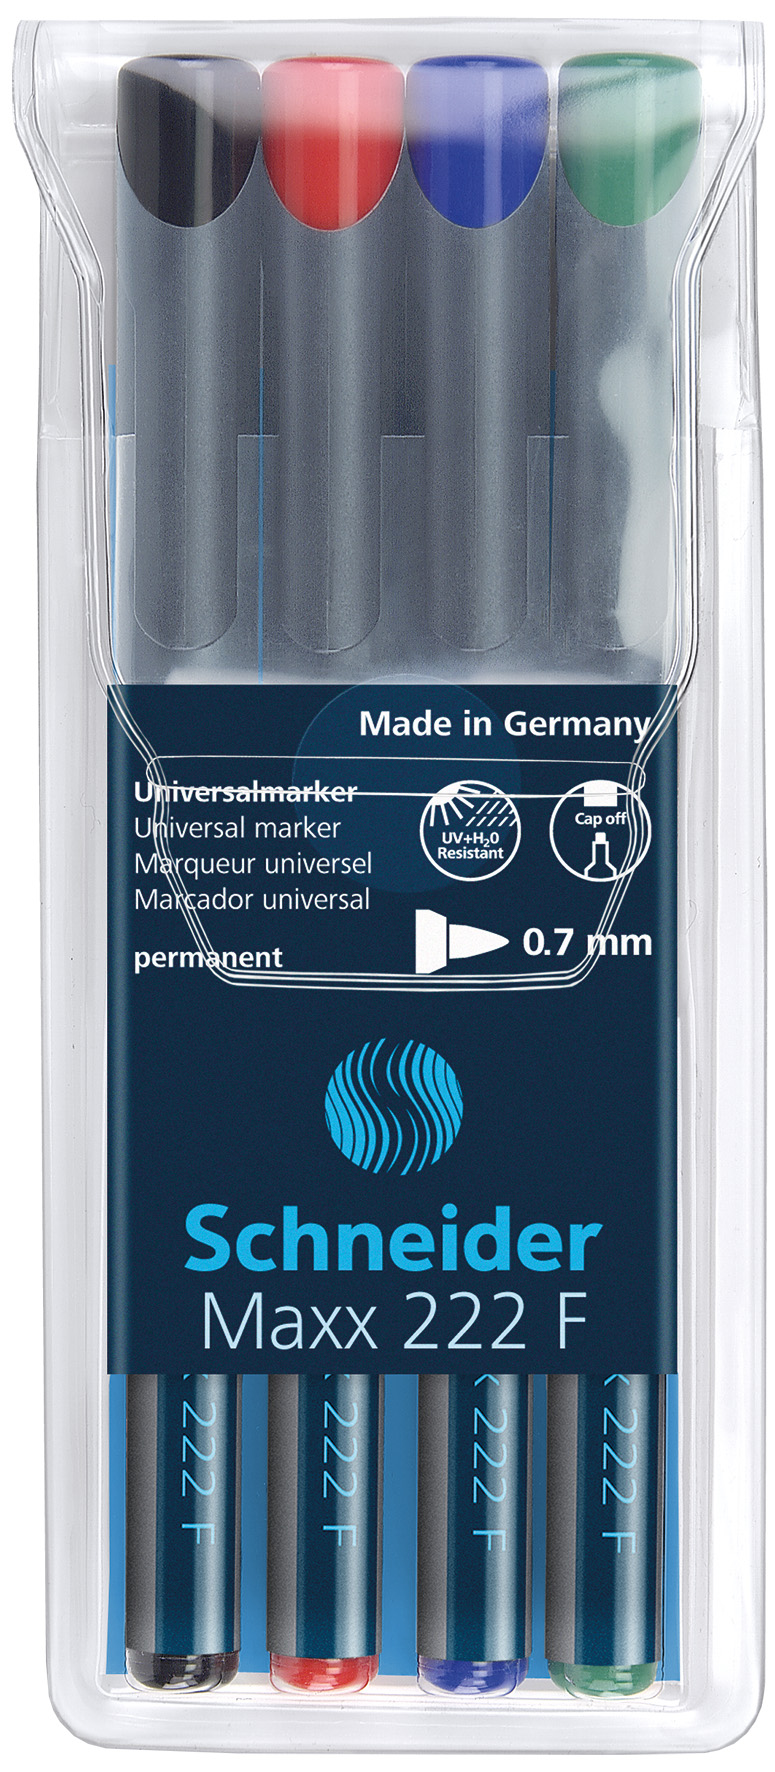 Made in Germany
Universalmarker
Universal marker
Marqueur universel
Marcador universal
UV+H₂0
Resistant
Cap off
permanent
0.7 mm
Schneider
Maxx 222 F
222 F
222 F
222 F
222 F